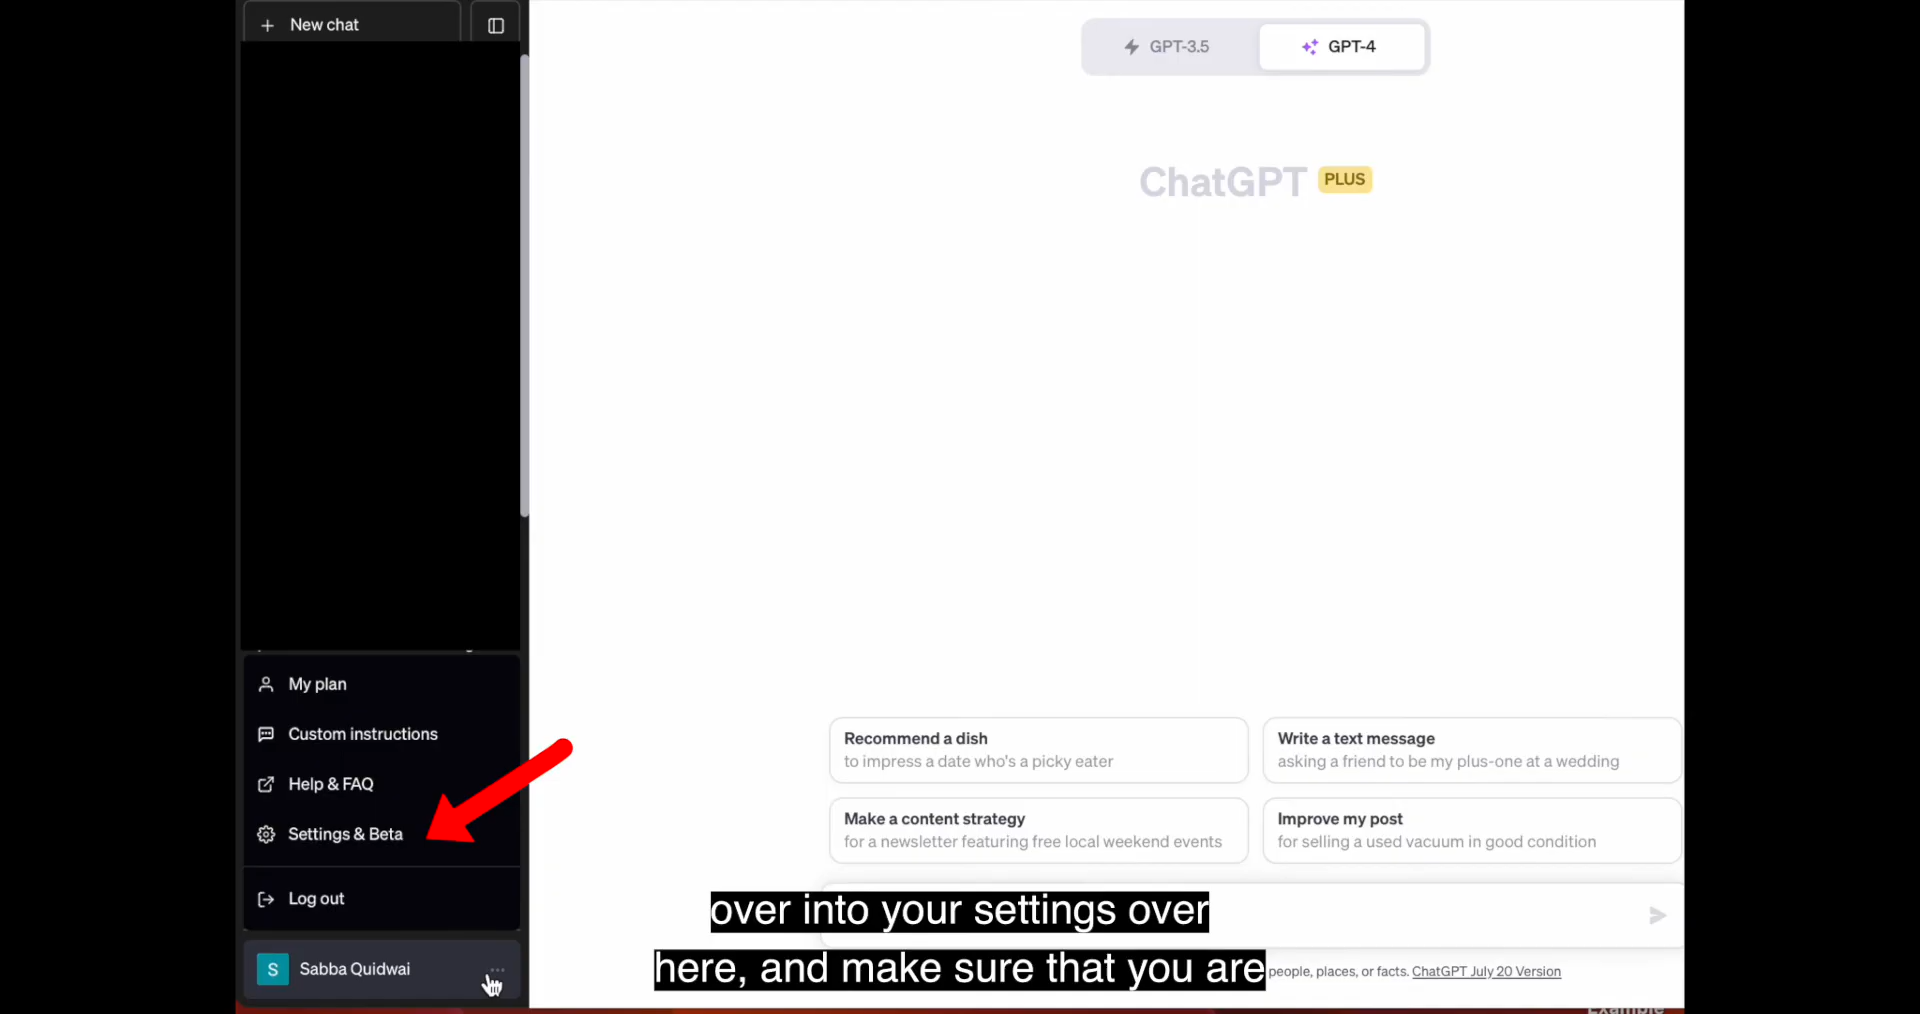 New chat
GPT-3.5
GPT-4
ChatGPT PLUS
My plan
Custom instructions
Help & FAQ
Settings & Beta
Log out
S Sabba Quidwai
Recommend a dish
to impress a date who's a picky eater
Write a text message
asking a friend to be my plus-one at a wedding
Make a content strategy
for a newsletter featuring free local weekend events
Improve my post
for selling a used vacuum in good condition
over into your settings over
here, and make sure that you are
people, places, or facts. ChatGPT July 20 Version
Example